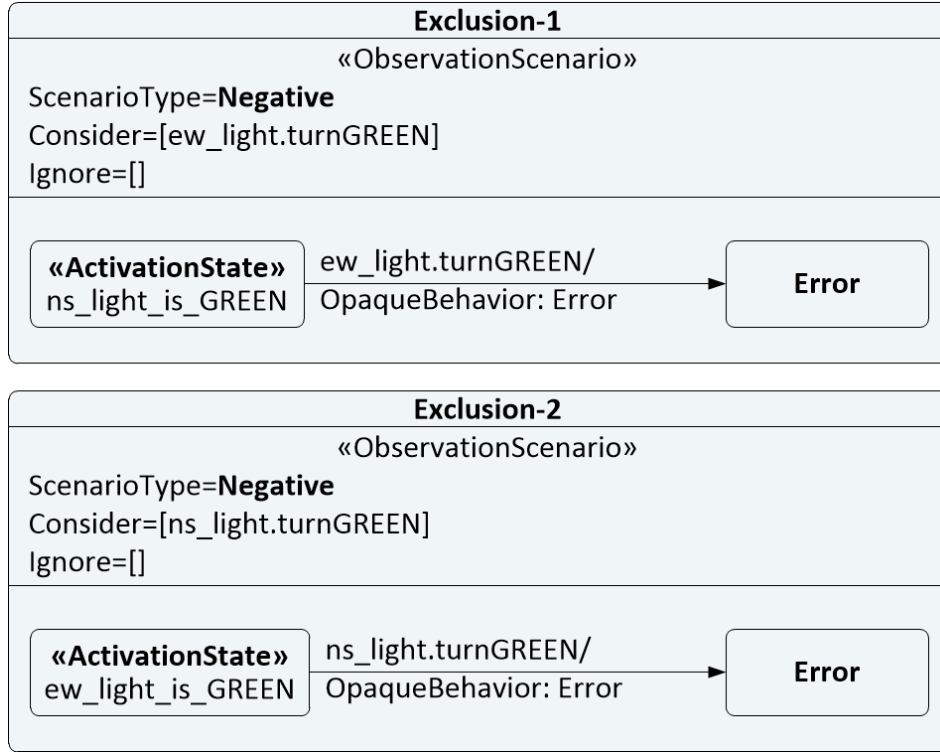 Exclusion-1
«ObservationScenario»
ScenarioType=Negative
Consider=[ew_light.turnGREEN]
Ignore=[]
«ActivationState»
ns_light_is_GREEN
ew_light.turnGREEN/
OpaqueBehavior: Error
Error
Exclusion-2
«ObservationScenario»
ScenarioType=Negative
Consider=[ns_light.turnGREEN]
Ignore=[]
«ActivationState»
ew_light_is_GREEN
ns_light.turnGREEN/
OpaqueBehavior: Error
Error